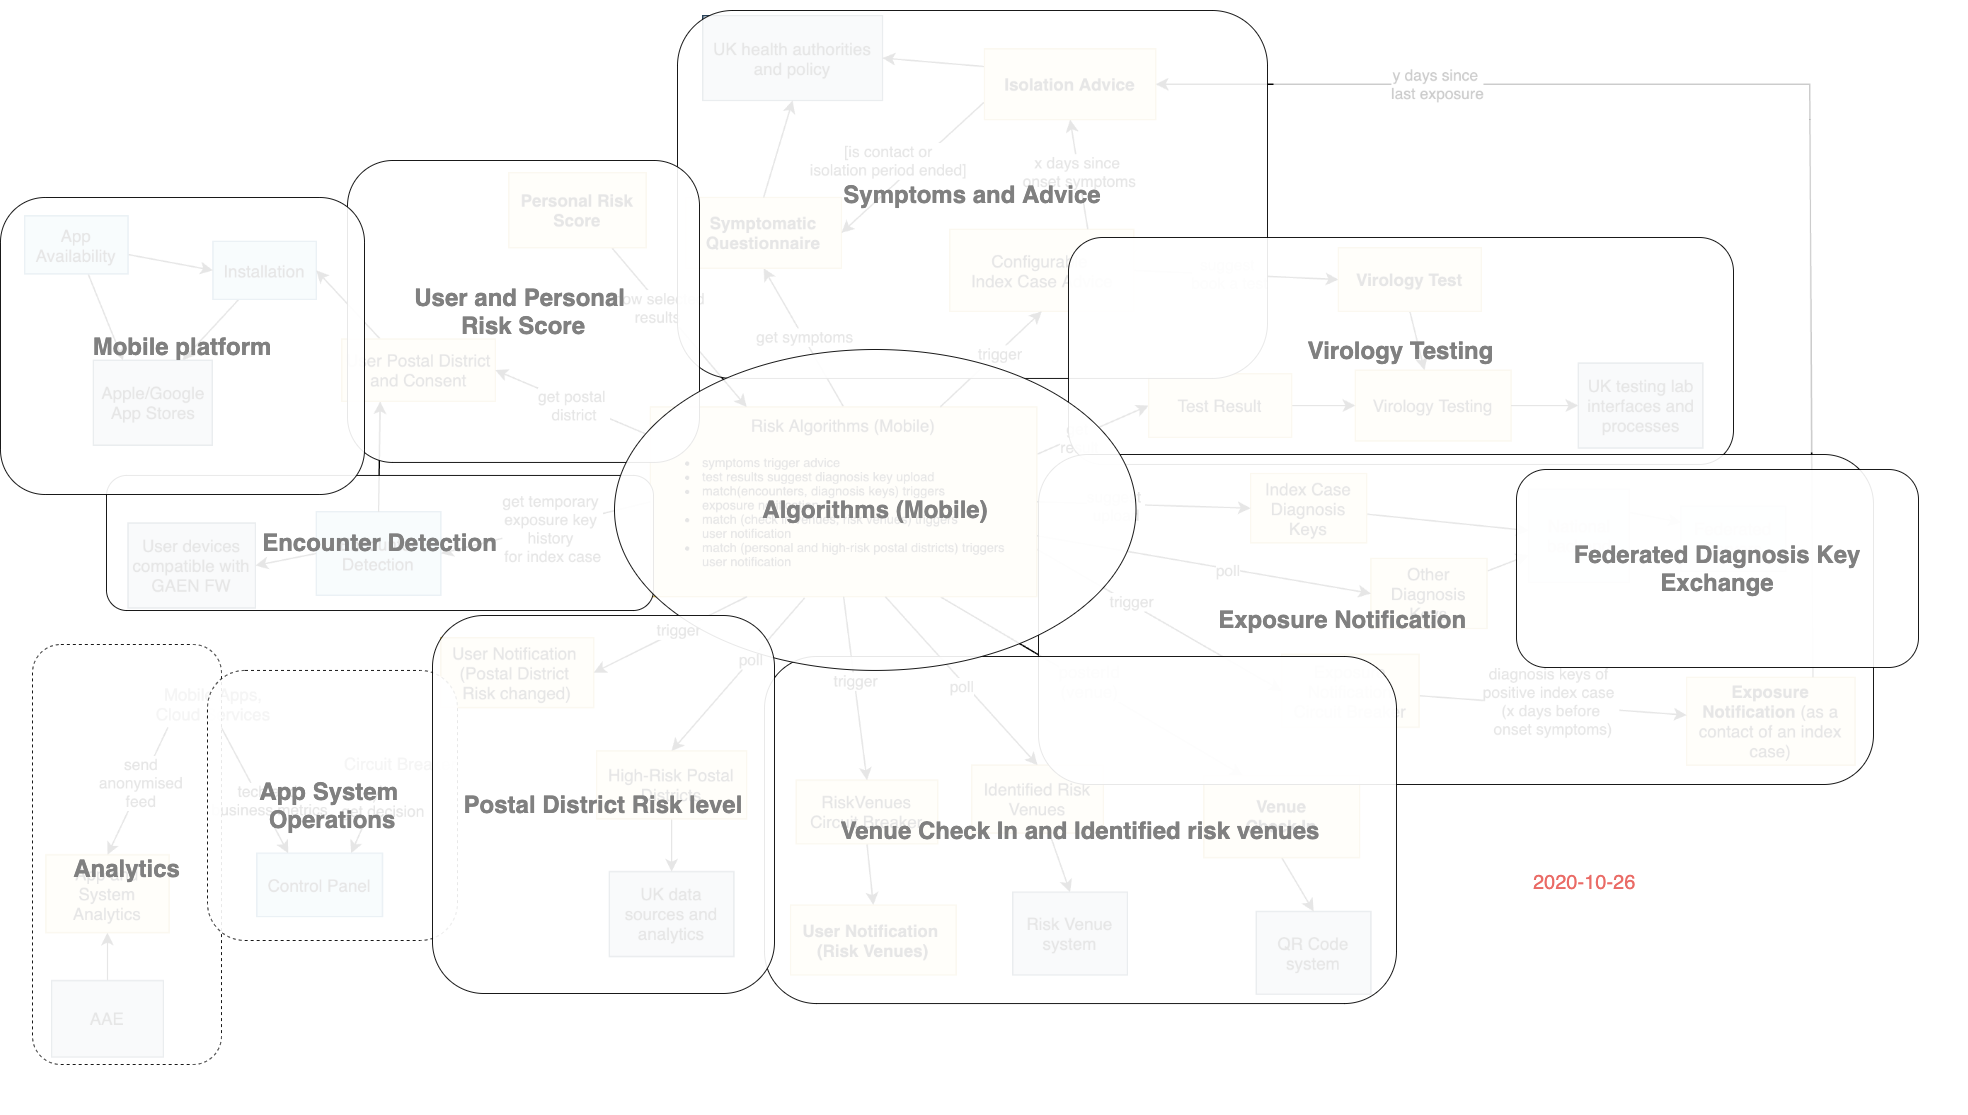 UK health authorities
and policy
Isolation Advice
y days since
last exposure
[is contact or
isolation period ended]
x days since
onset symptoms
Symptoms and Advice
Personal Risk
Score
Symptomatic
Questionnaire
Index Case
App
Availability
Installation
User and Personal
Risk Score
results
get symptoms
trigger
Virology Test
Virology Testing
Mobile platform
Postal District
and Consent
Apple/Google
App Stores
get postal
district
Test Result
Virology Testing
UK testing lab
interfaces and
processes
Risk Algorithms (Mobile)
symptoms trigger advice
test results suggest diagnosis key upload
match(encounters, diagnosis keys) triggers
exposure
match (check venues, risk venues) triggers
user notification
match (personal and high-risk postal districts) triggers
user notification
Algorithms (Mobile)
get temporary
exposure key
history
for index case
Encounter Detection
Detection
User devices
compatible with
GAEN FW
Index Case
Diagnosis
Keys
Federated Diagnosis Key
Exchange
poll
Other
Diagnosis
trigger
Exposure Notification
trigger
User Notification
(Postal District
Risk changed)
poll
trigger
poll
diagnosis keys of
positive index case
(x days before
onset symptoms)
Exposure
Notification (as a
contact of an index
case)
Apps,
send
anonymised
feed
App System
Operations
decision
Control Panel
Analytics
System
Analytics
AAE
High-Risk Postal
Postal District Risk level
UK data
sources and
analytics
RiskVenues
Circuit Breaker
Identified Risk
Venues
Venue
Venue Check In and Identified risk venues
User Notification
(Risk Venues)
Risk Venue
system
QR Code
system
2020-10-26